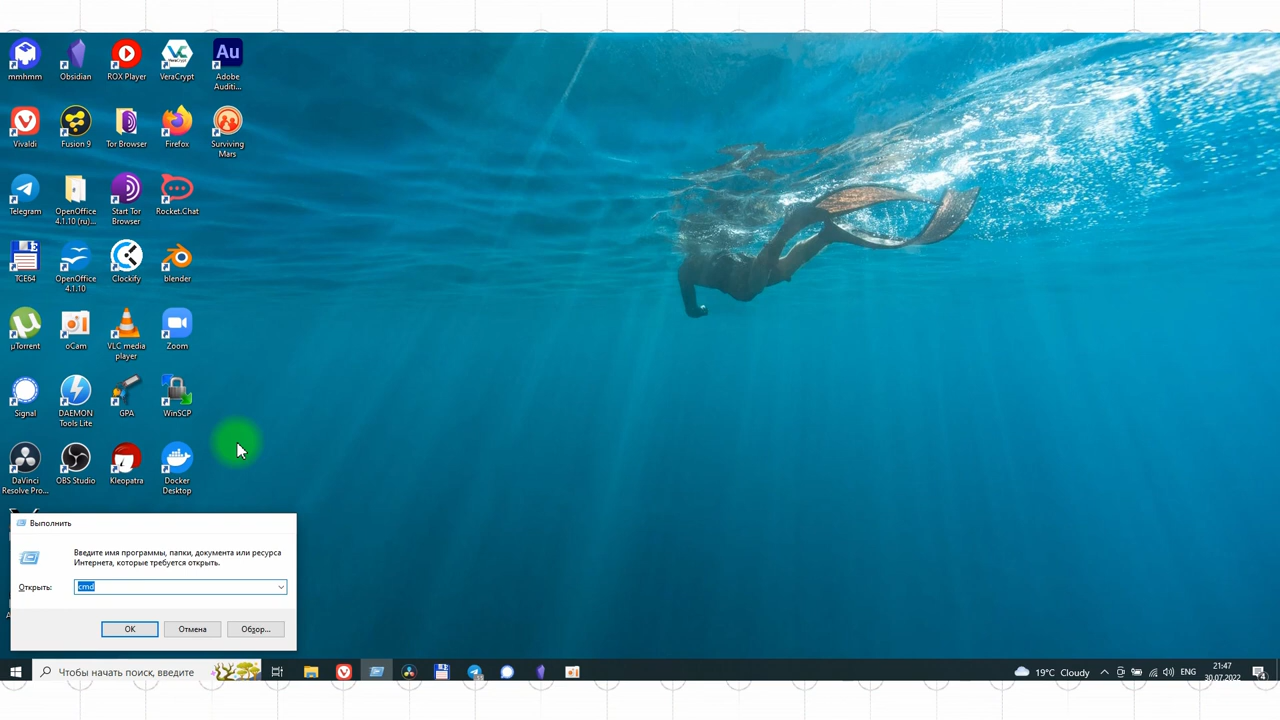 mmhmm
Obsidian
ROX Player
VeraCrypt
Adobe
Auditi...
Vivaldi
Fusion 9
Tor Browser
Firefox
Surviving
Mars
Telegram
OpenOffice
4.1.10 (ru)...
Start Tor
Browser
Rocket.Chat
TCE64
OpenOffice
4.1.10
Clockify
blender
µTorrent
oCam
VLC media
player
Zoom
Signal
DAEMON
Tools Lite
GPA
WinSCP
DaVinci
Resolve Pro...
OBS Studio
Kleopatra
Docker
Desktop
Выполнить
Введите имя программы, папки, документа или ресурса
Интернета, которые требуется открыть.
Открыть:
cmd
ОК
Отмена
Обзор...
Чтобы начать поиск, введите
19°C Cloudy
ENG
21:47
30.07.2022